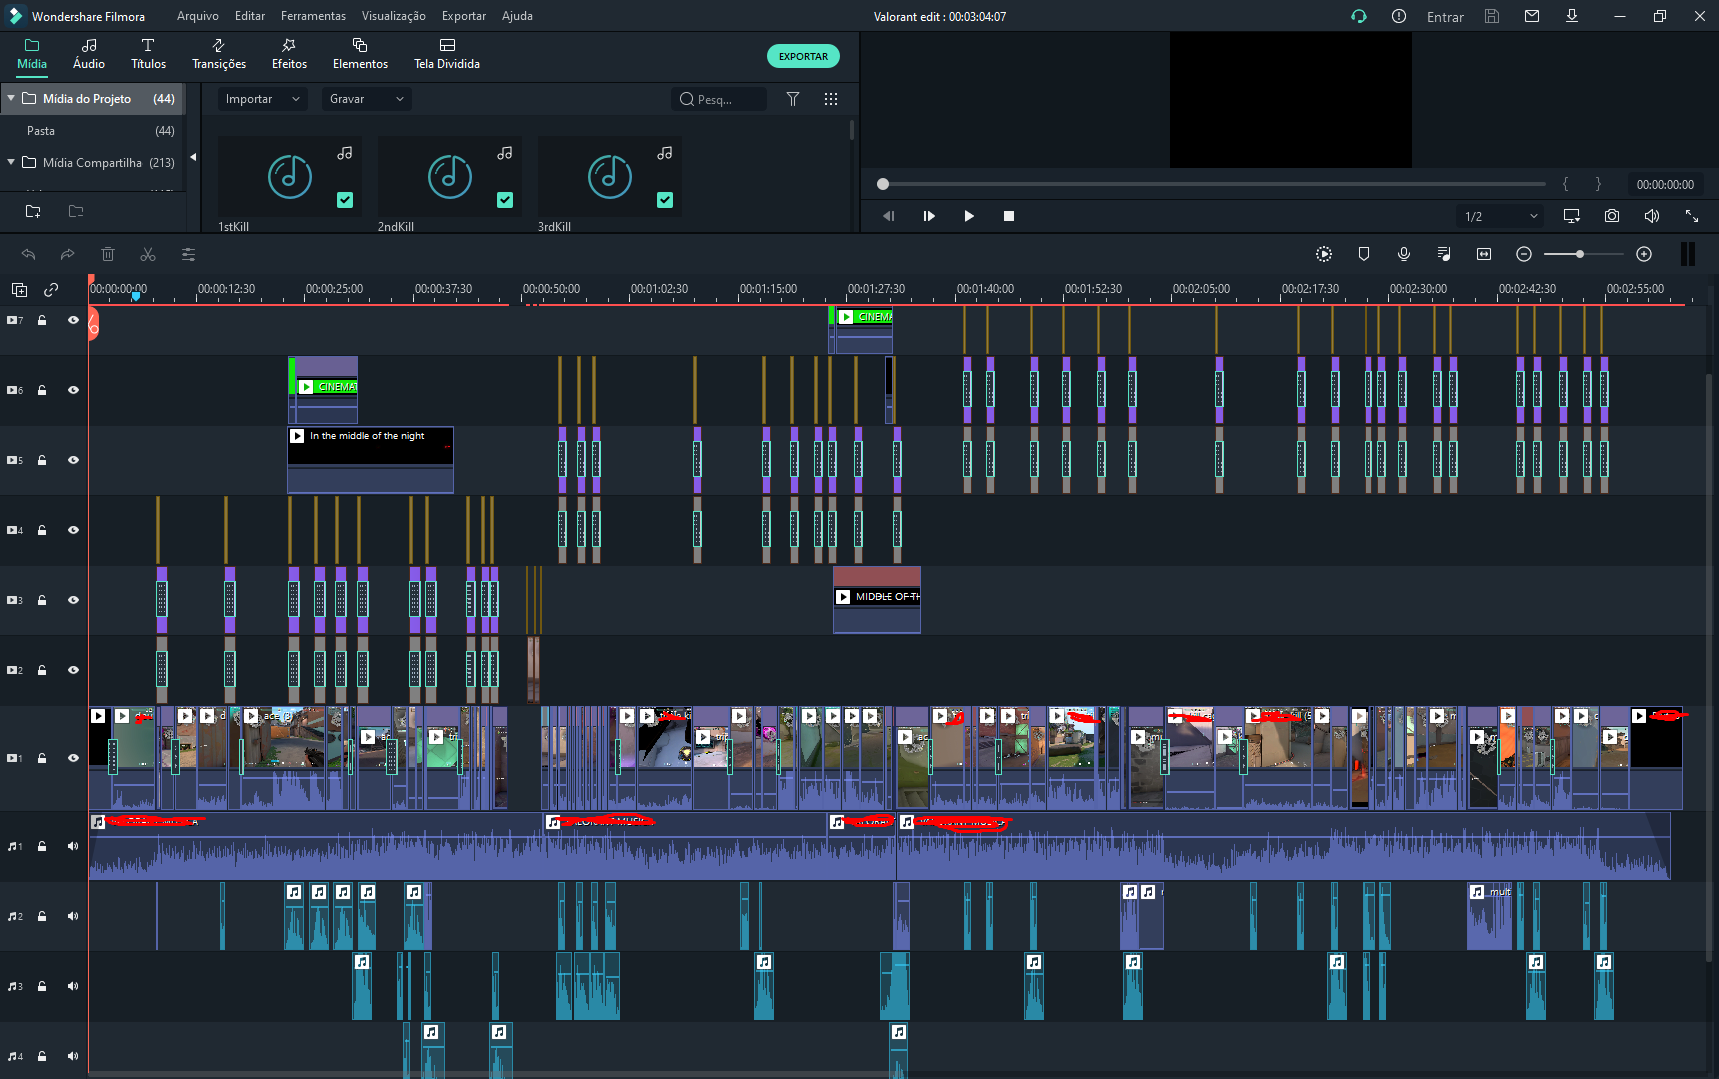 Wondershare Filmora
Arquivo
Editar
Ferramentas
Visualização
Exportar
Ajuda
Valorant edit : 00:03:04:07
Entrar
Mídia
Áudio
Títulos
Transições
Efeitos
Elementos
Tela Dividida
EXPORTAR
Mídia do Projeto (44)
Pasta (44)
Mídia Compartilha (213)
Importar
Gravar
Pesq...
1stKill
2ndKill
3rdKill
{ }
00:00:00:00
1/2
00:00:00:00
00:00:12:30
00:00:25:00
00:00:37:30
00:00:50:00
00:01:02:30
00:01:15:00
00:01:27:30
00:01:40:00
00:01:52:30
00:02:05:00
00:02:17:30
00:02:30:00
00:02:42:30
00:02:55:00
7
CINEMA
6
CINEMA
5
In the middle of the night
4
3
MIDDLE OF TH
2
1
ace (3)
1
2
mult
3
4